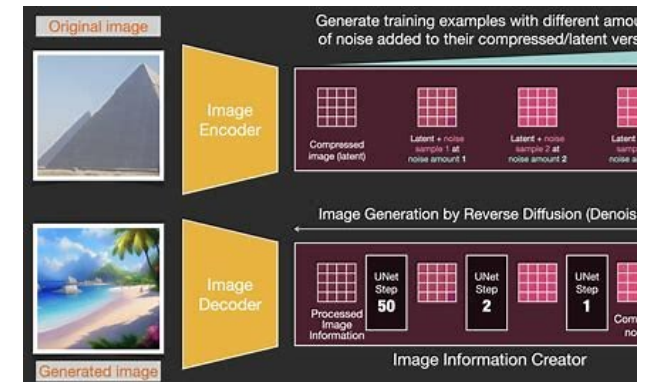 Original image
Generate training examples with different
of noise added to their compressed/latent
Image
Encoder
Compressed
image (latent)
Latent + noise
sample 1 at
noise amount 1
Latent + noise
sample 2 at
noise amount 2
Latent
noise
Image Generation by Reverse Diffusion
Image
Decoder
Processed
Image
Information
UNet
Step
50
UNet
Step
2
UNet
Step
1
Generated image
Image Information Creator